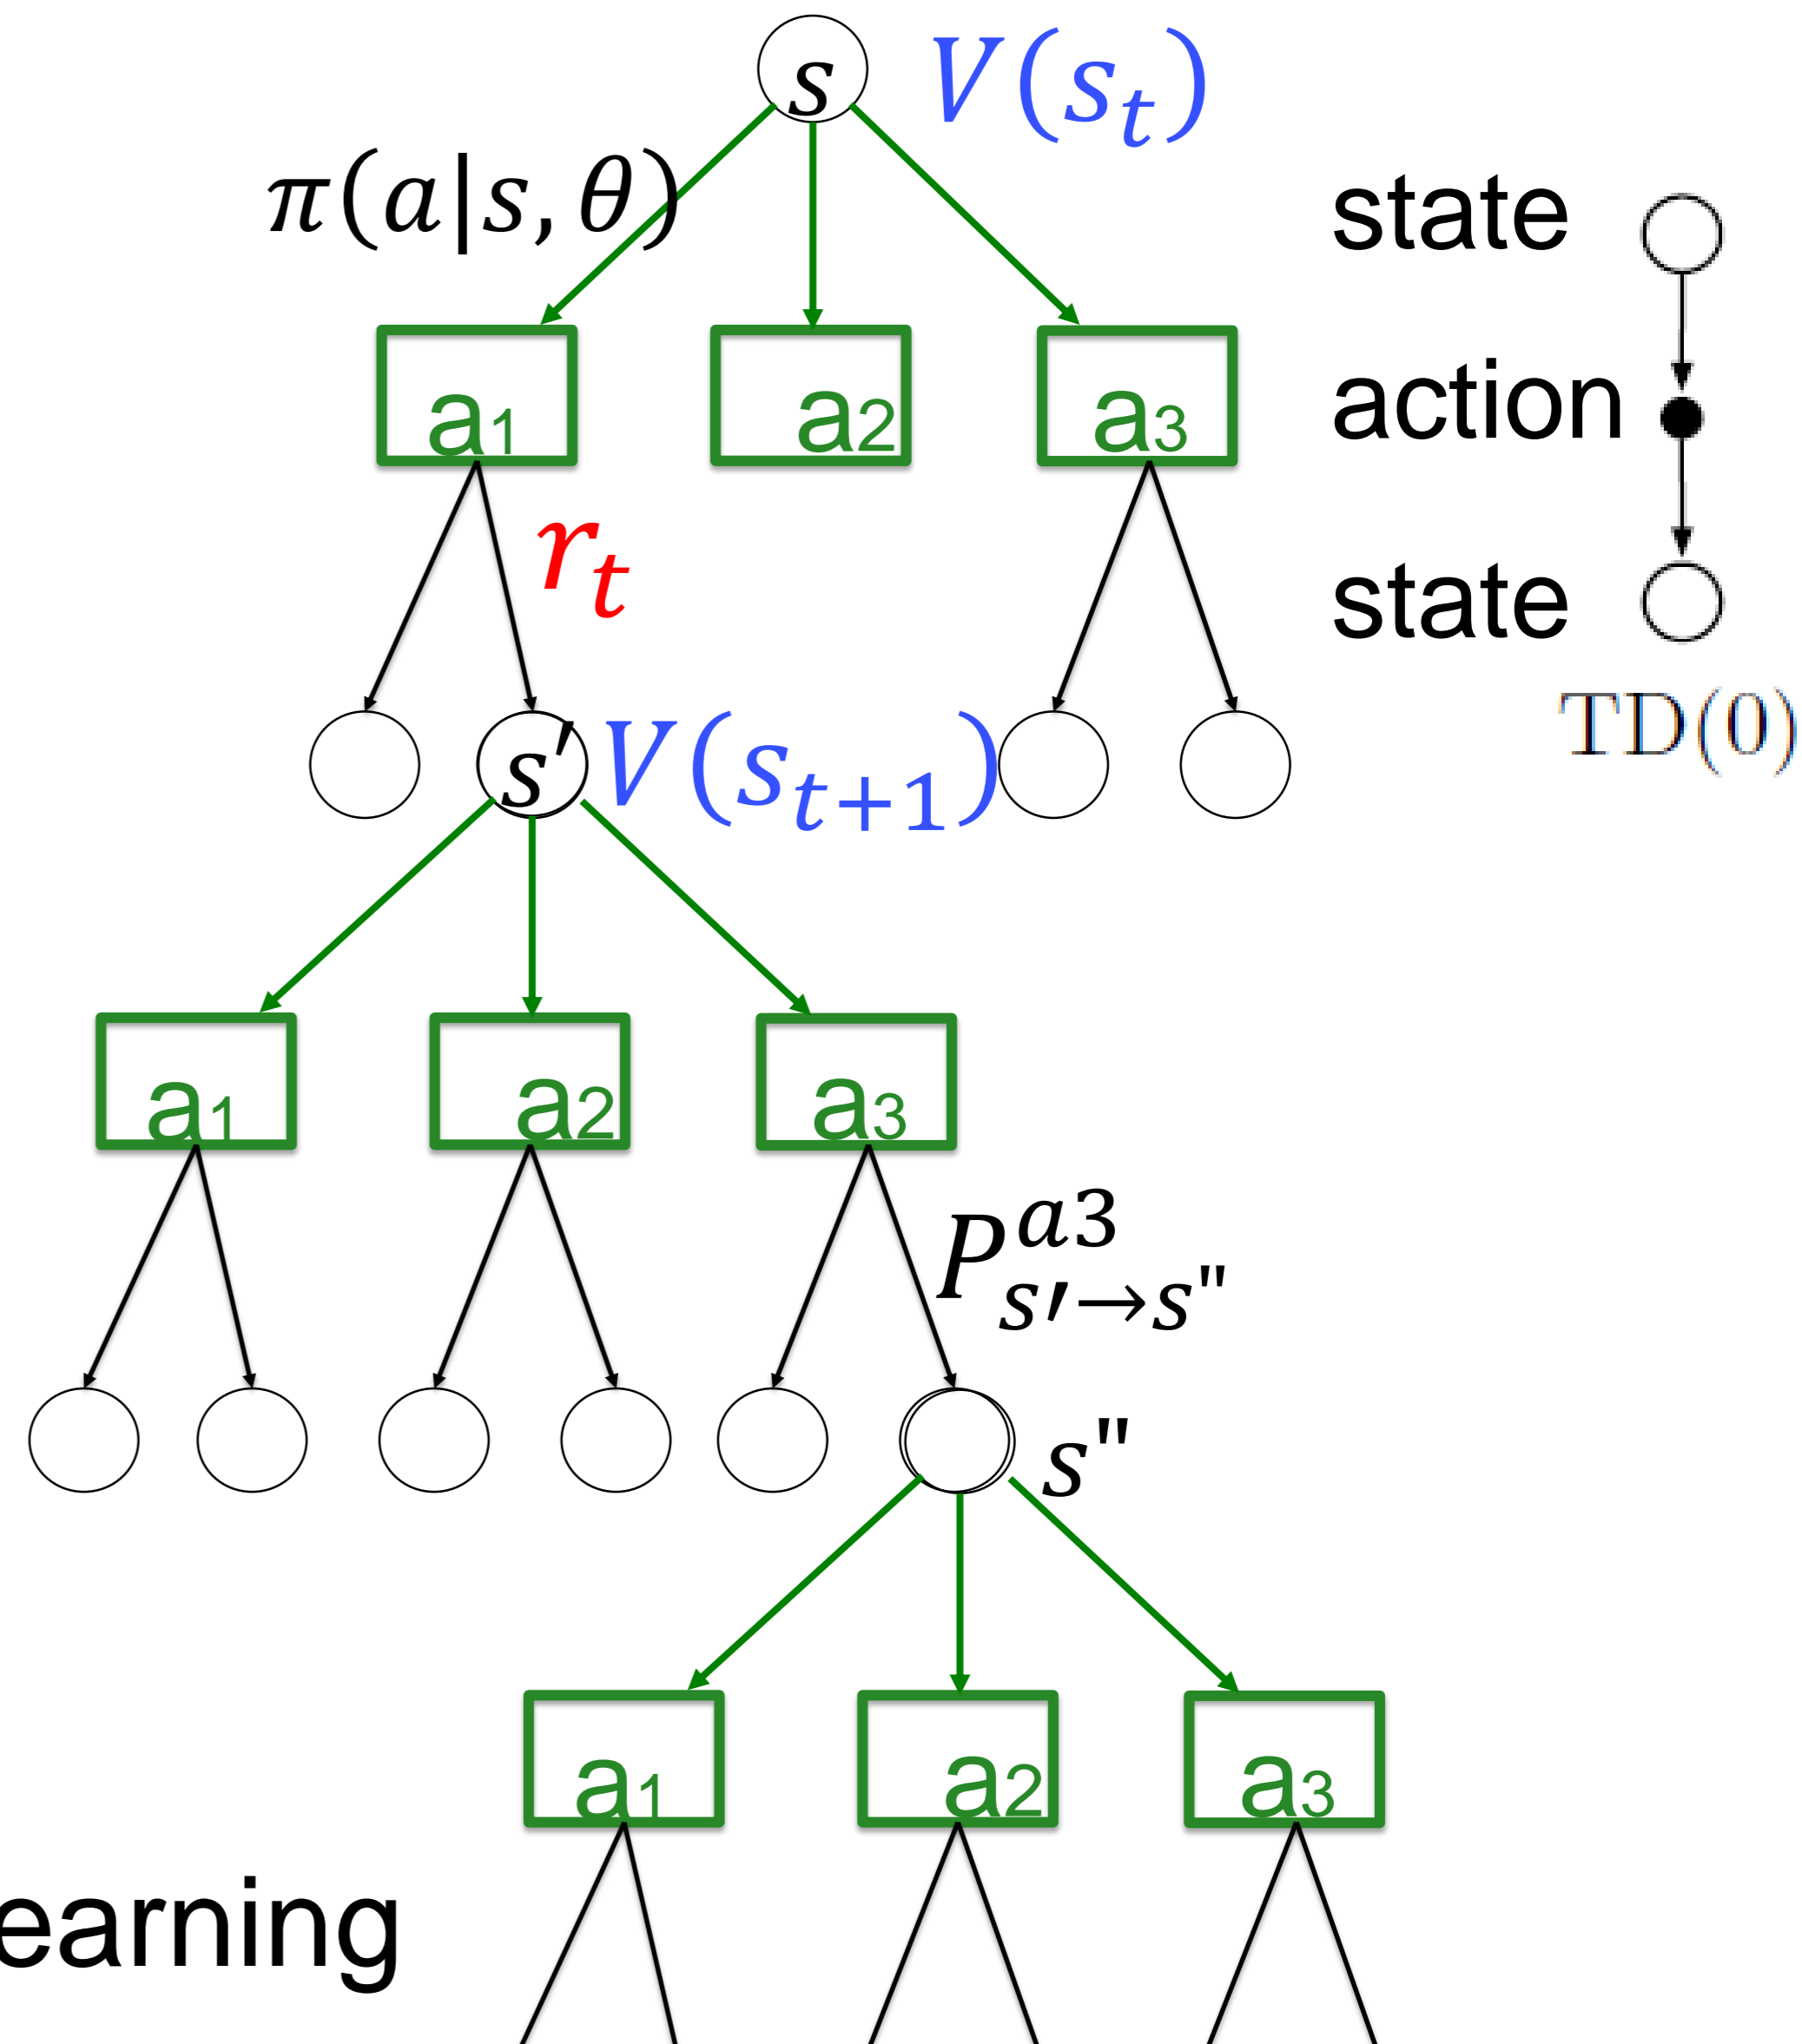 s V(s_t)
π(a|s, θ)
state
a1 a2 a3
action
r_t
state
TD(0)
s′ V(s_{t+1})
a1 a2 a3
P^{a3}_{s′→s"}
s"
a1 a2 a3
earning